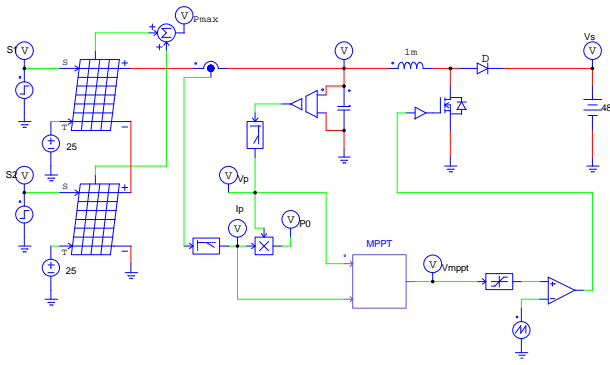 S1 V
V Pmax
V
Vs
V
S
+
Σ
1m
D
T
−
25
48
S2 V
Vp
V
S
+
Ip
V
V P0
T
−
25
MPPT
V Vmppt